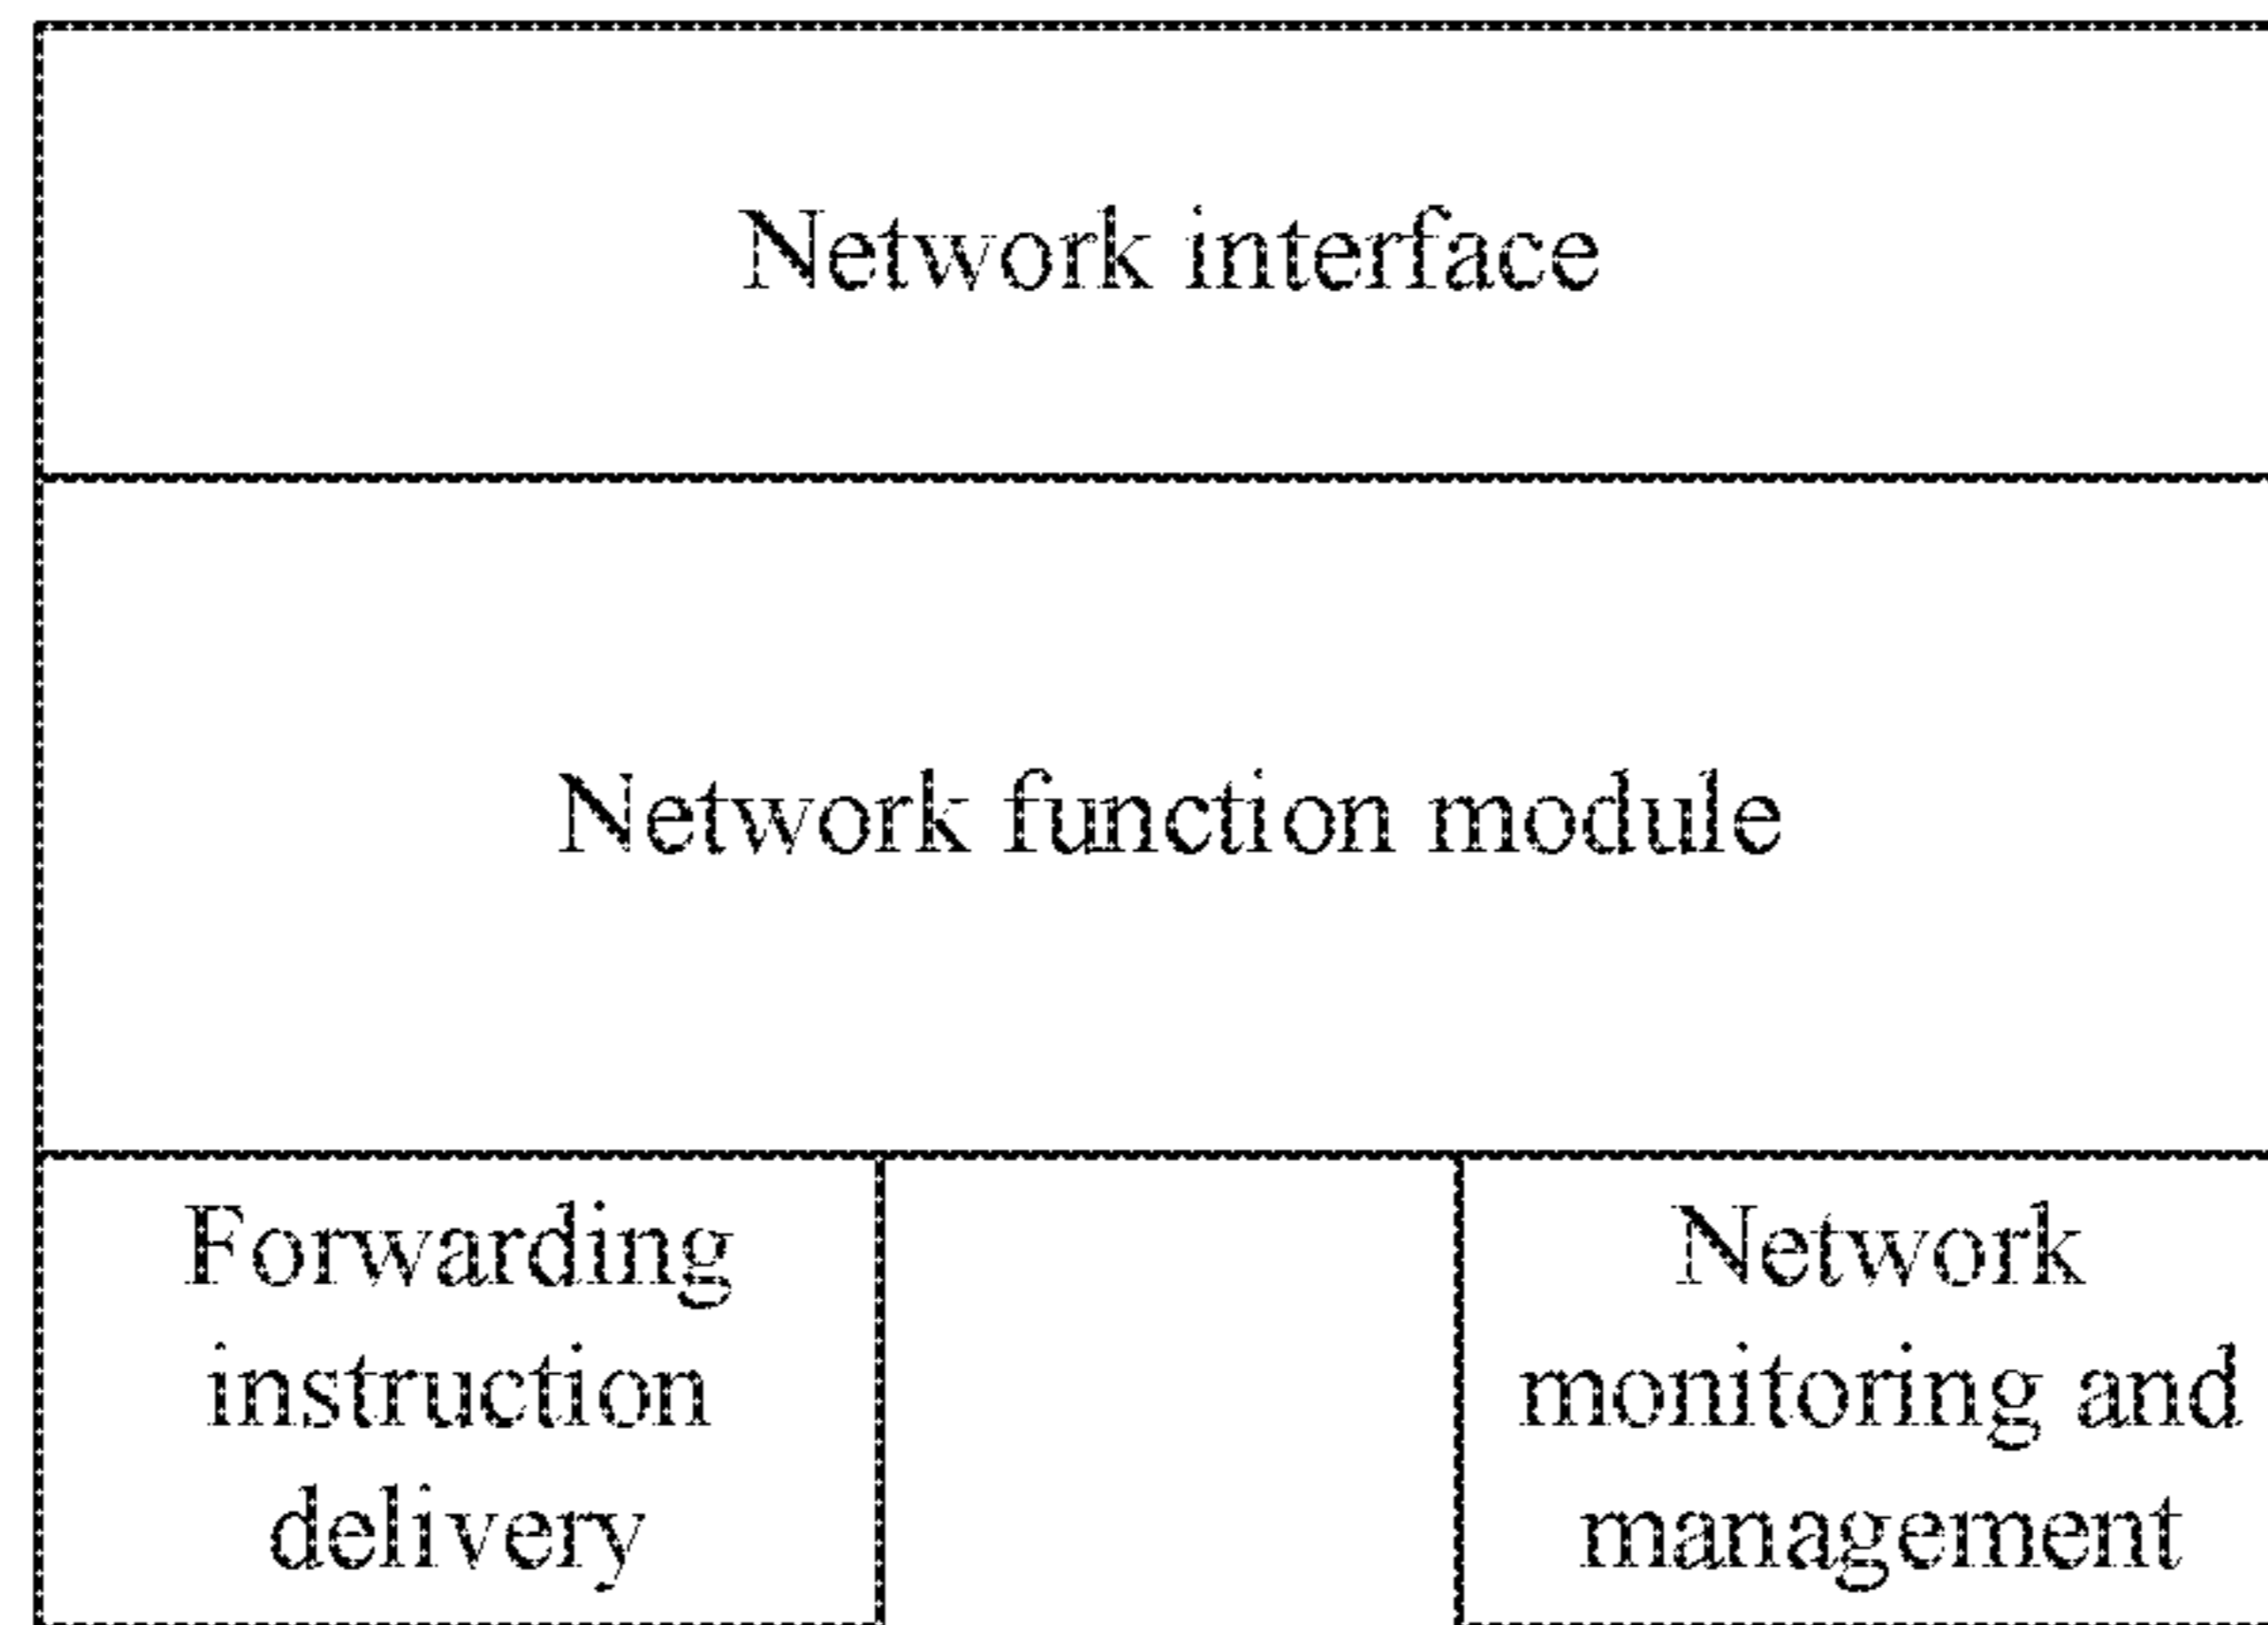 Network interface
Network function module
Forwarding
instruction
delivery
Network
monitoring and
management